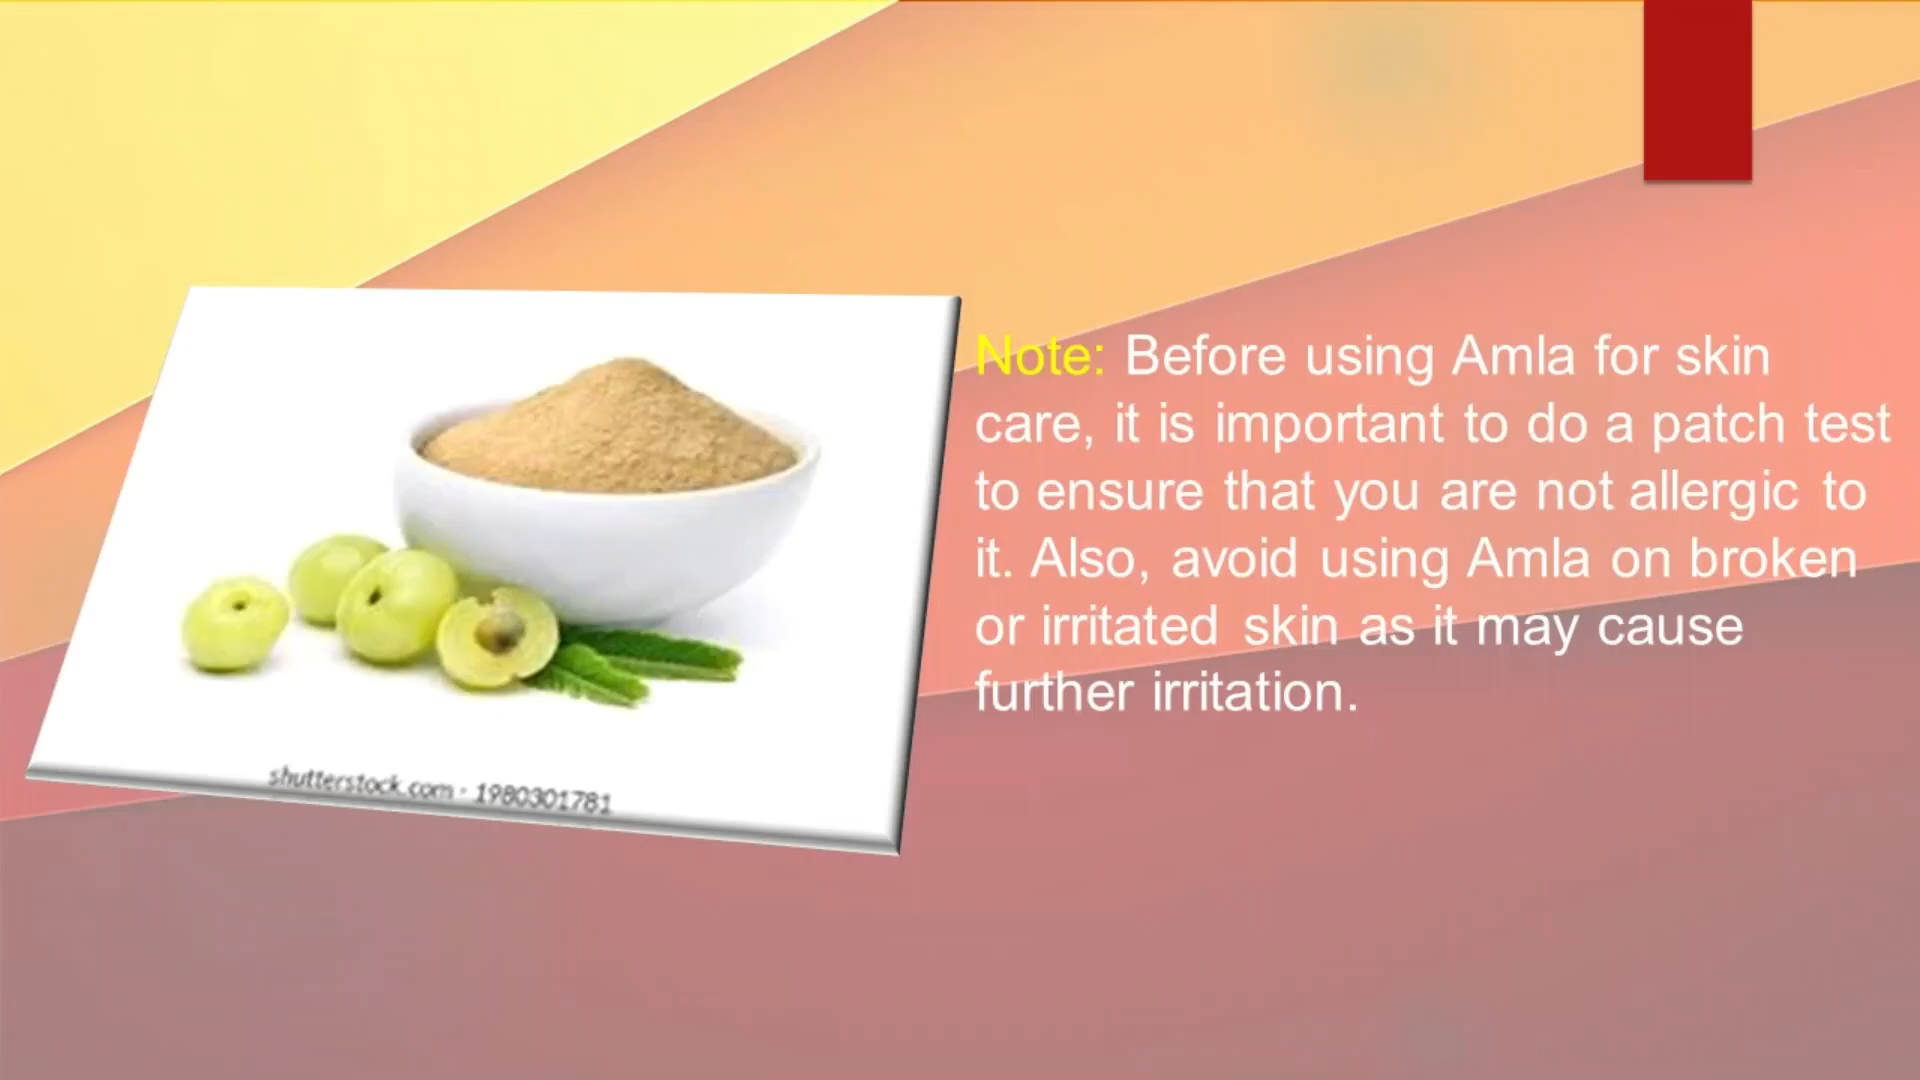 Note: Before using Amla for skin
care, it is important to do a patch test
to ensure that you are not allergic to
it. Also, avoid using Amla on broken
or irritated skin as it may cause
further irritation.
shutterstock.com · 1980301781